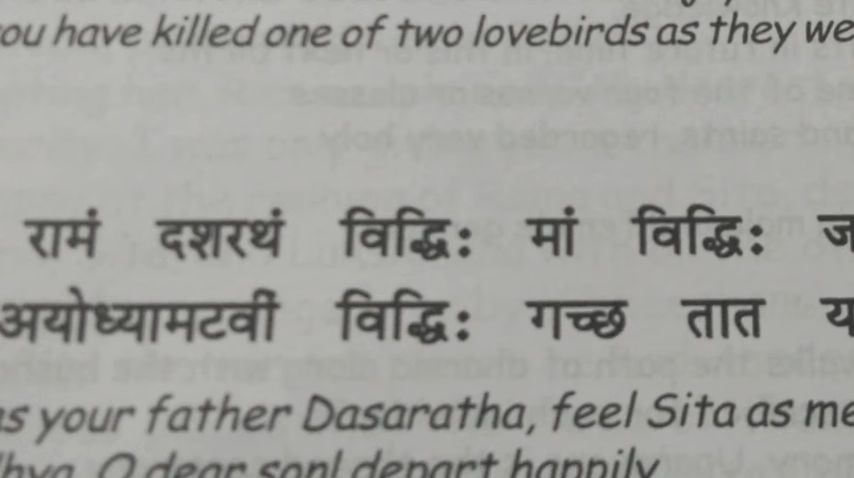 ou have killed one of two lovebirds as they we
रामं दशरथं विद्धिः मां विद्धिः ज
अयोध्यामटवीं विद्धिः गच्छ तात य
s your father Dasaratha, feel Sita as me
hya, O dear son! depart happily